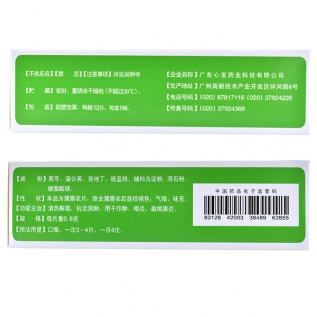 【不良反应】【禁　忌】【注意事项】详见说明书
【贮　藏】密封，置阴凉干燥处（不超过20℃）。
【包　装】铝塑泡罩，每板12片，每盒5板。
【企业名称】广东心宝药业科技有限公司
【生产地址】广州高新技术产业开发区伴河路6号
【电话号码】(020) 87817116 (020) 37924226
【传真号码】(020) 37924368
【成　份】黄芩、蒲公英、苦地丁、板蓝根，辅料为淀粉、滑石粉、
硬脂酸镁。
【性　状】本品为薄膜衣片，除去薄膜衣后显棕褐色，气微，味苦。
【功能主治】清热解毒，抗炎消肿，用于疖肿，咽炎，扁桃腺炎。
【规　格】每片重0.6克
【用法用量】口服，一次3~4片，一日4次。
中国药品电子监管码
83128 42003 38489 62855